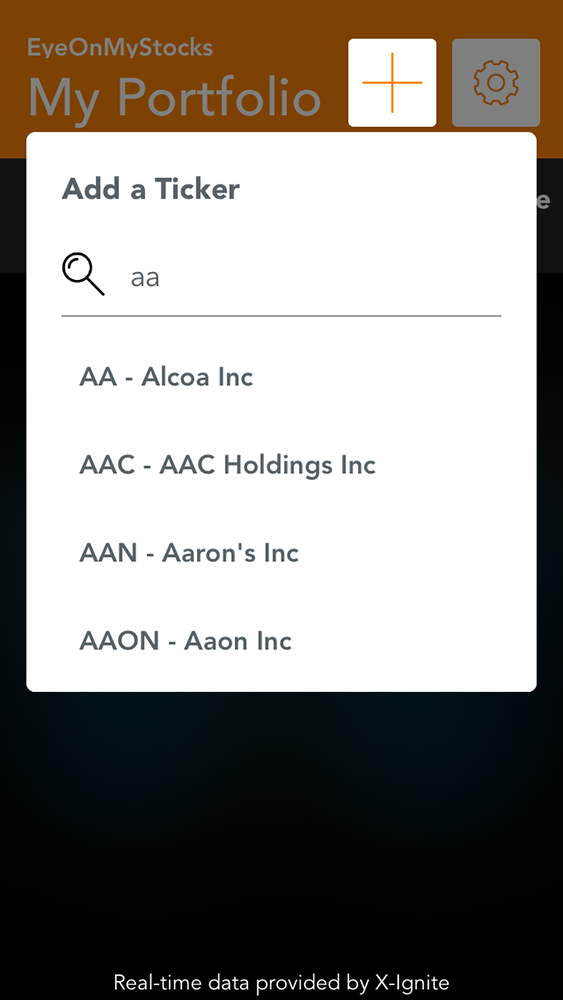 EyeOnMyStocks
My Portfolio
Add a Ticker
aa
AA - Alcoa Inc
AAC - AAC Holdings Inc
AAN - Aaron's Inc
AAON - Aaon Inc
Real-time data provided by X-Ignite